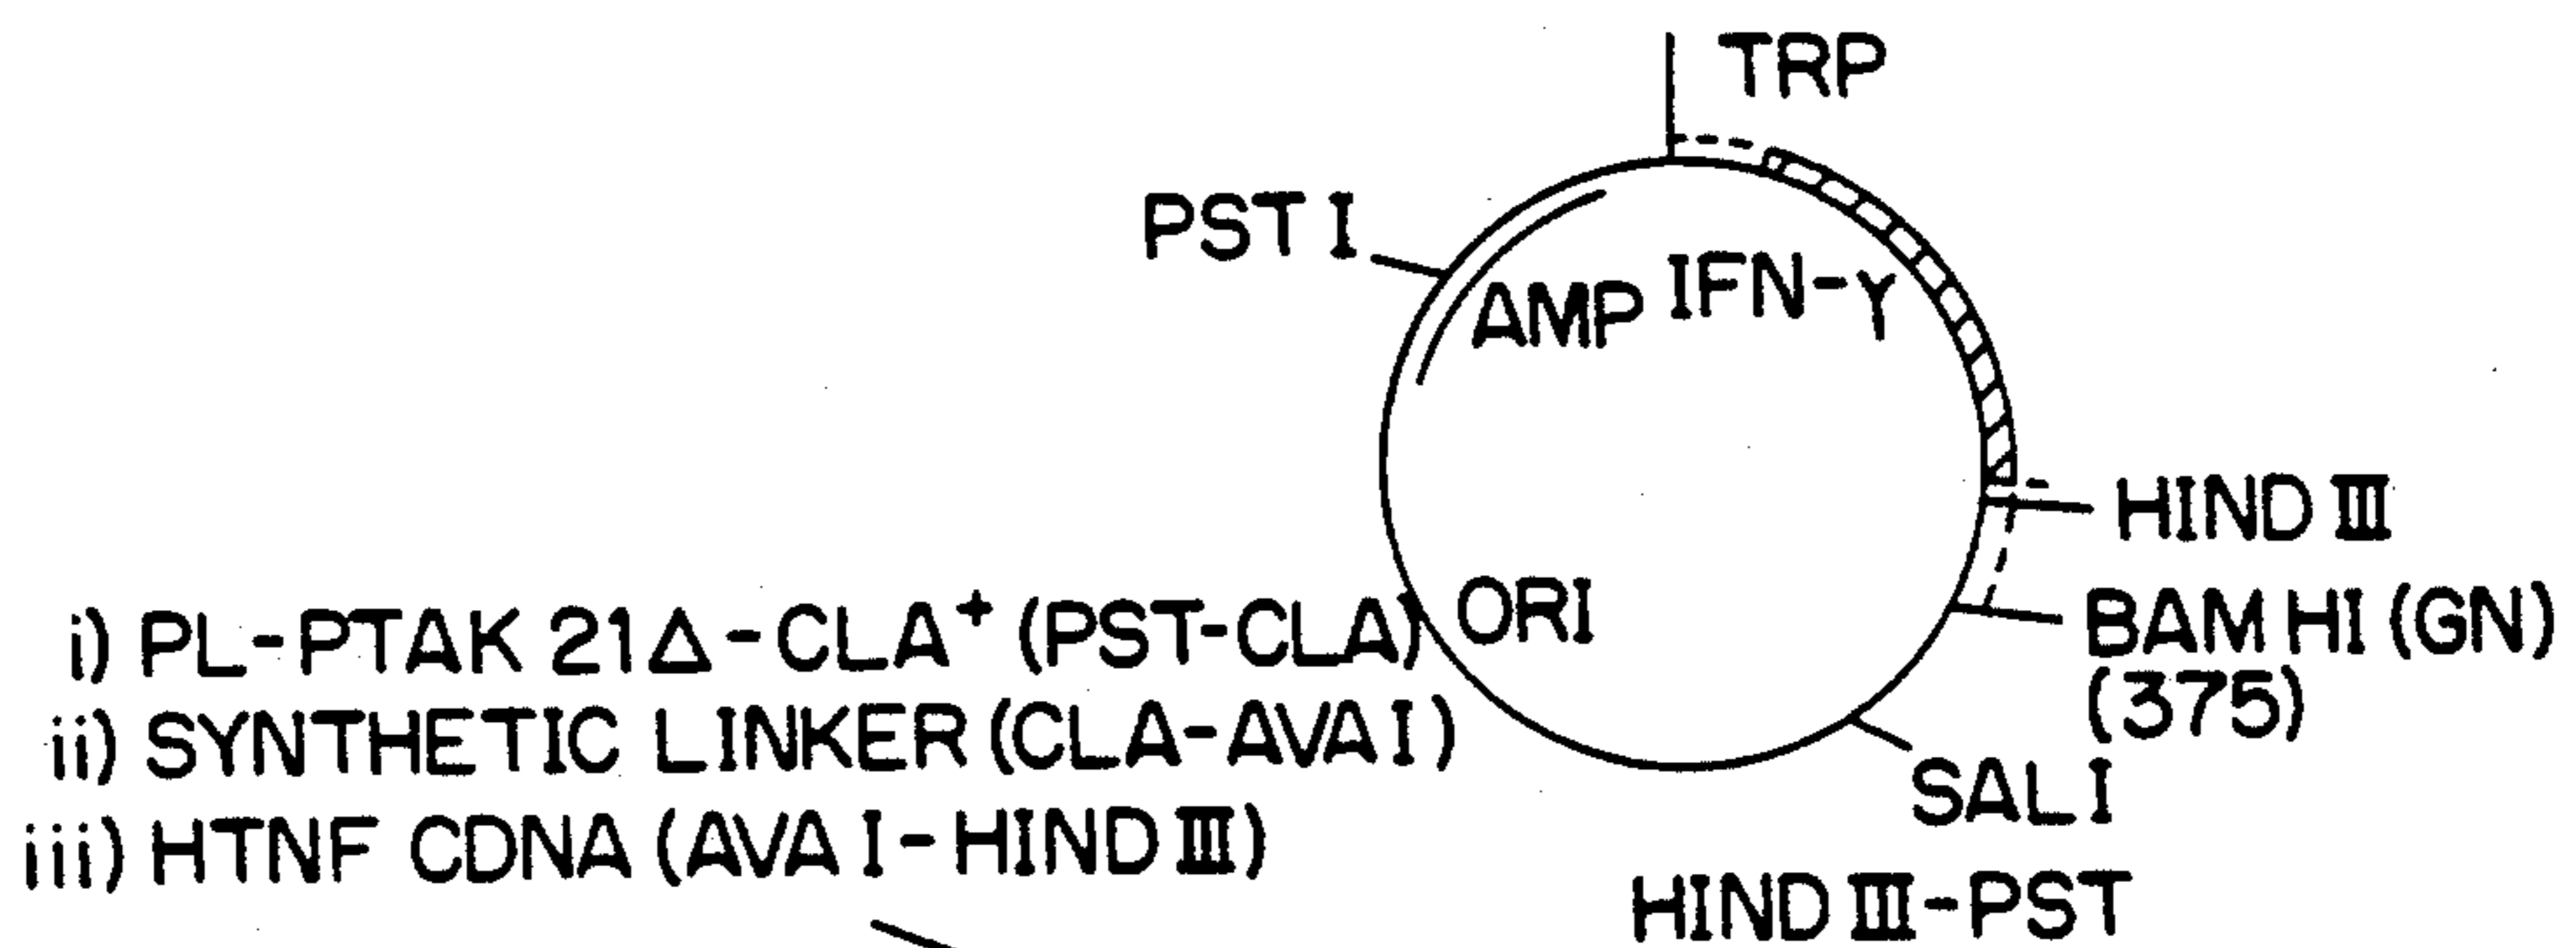 TRP
PST I
AMP
IFN-γ
HIND III
BAM HI (GN)
(375)
ORI
SAL I
i) PL-PTAK 21Δ-CLA⁺ (PST-CLA)
ii) SYNTHETIC LINKER (CLA-AVA I)
iii) HTNF CDNA (AVA I-HIND III)
HIND III-PST